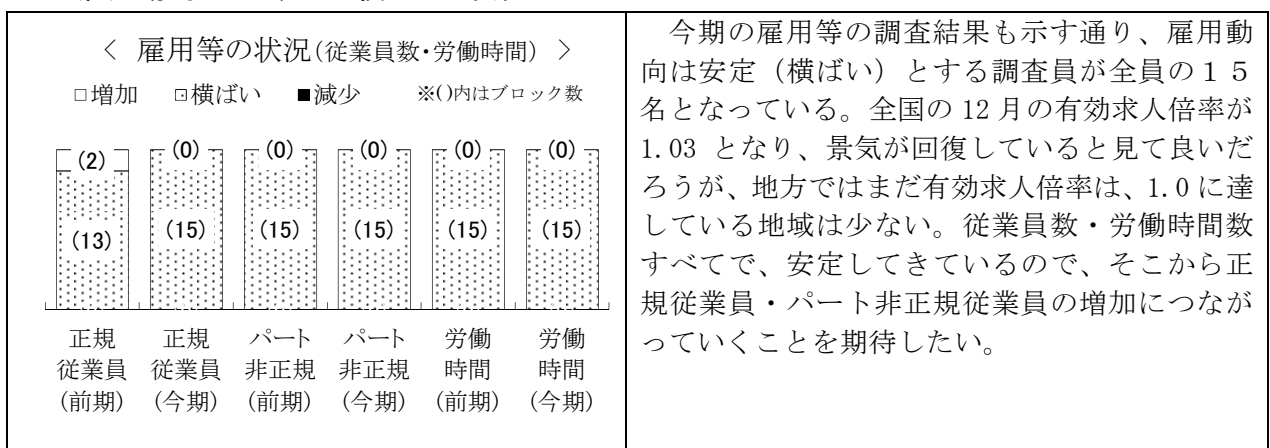 < 雇用等の状況(従業員数・労働時間) >
□増加 □横ばい ■減少 ※()内はブロック数
(2) (0) (0) (0) (0) (0)
(13) (15) (15) (15) (15) (15)
正規 正規 パート パート 労働 労働
従業員 従業員 非正規 非正規 時間 時間
(前期) (今期) (前期) (今期) (前期) (今期)
今期の雇用等の調査結果も示す通り、雇用動
向は安定（横ばい）とする調査員が全員の１５
名となっている。全国の 12 月の有効求人倍率が
1.03 となり、景気が回復していると見て良いだ
ろうが、地方ではまだ有効求人倍率は、1.0 に達
している地域は少ない。従業員数・労働時間数
すべてで、安定してきているので、そこから正
規従業員・パート非正規従業員の増加につなが
っていくことを期待したい。